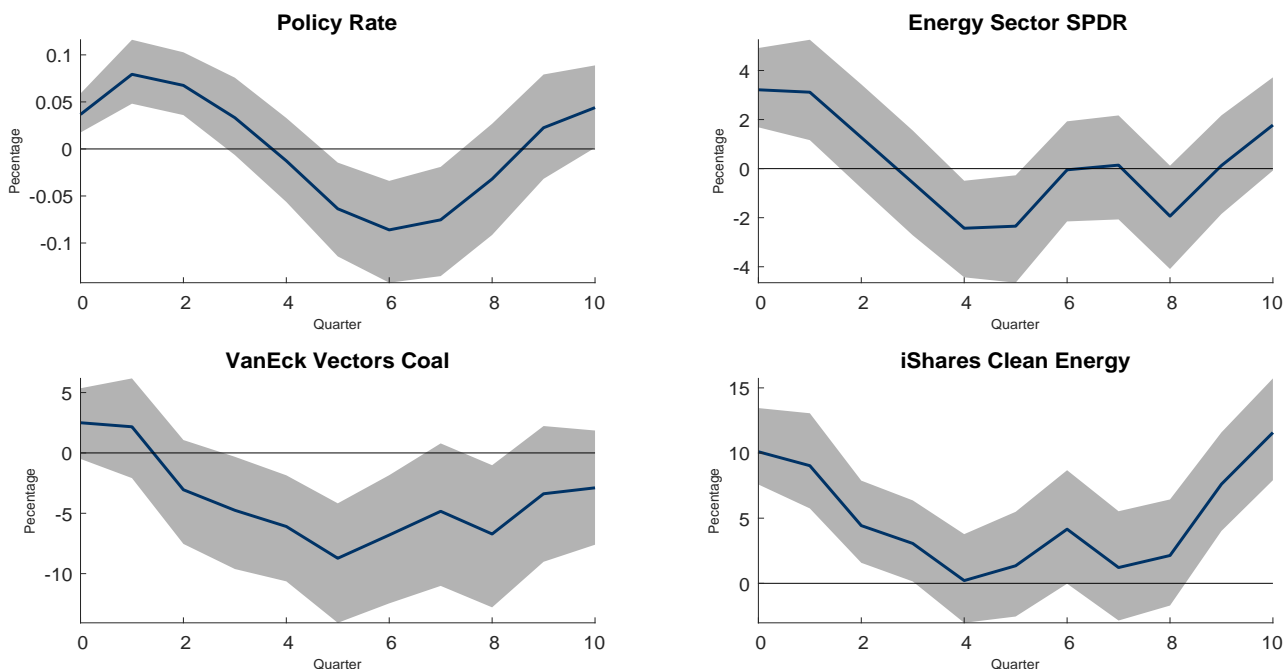 Policy Rate
0.1
0.05
0
-0.05
-0.1
Pecentage
0 2 4 6 8 10
Quarter
Energy Sector SPDR
4
2
0
-2
-4
Pecentage
0 2 4 6 8 10
Quarter
VanEck Vectors Coal
5
0
-5
-10
Pecentage
0 2 4 6 8 10
Quarter
iShares Clean Energy
15
10
5
0
Pecentage
0 2 4 6 8 10
Quarter